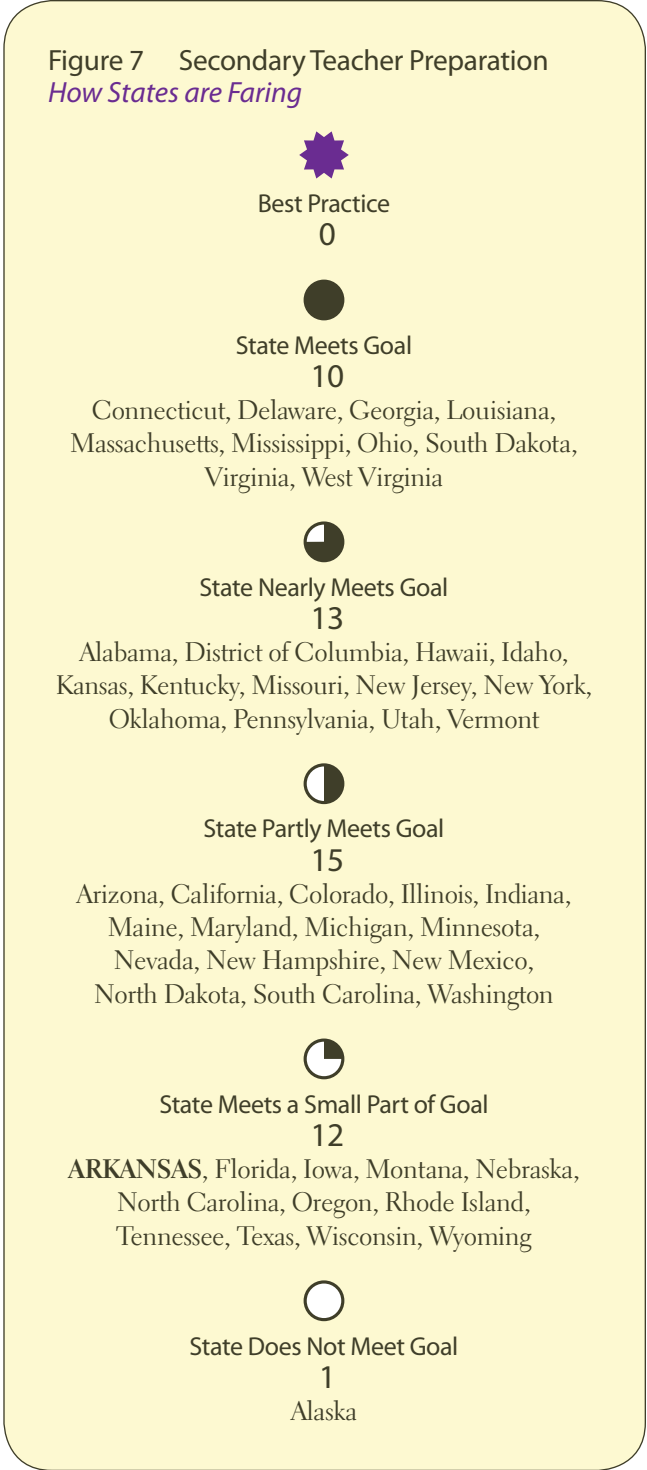 Figure 7 Secondary Teacher Preparation
How States are Faring
Best Practice
0
State Meets Goal
10
Connecticut, Delaware, Georgia, Louisiana,
Massachusetts, Mississippi, Ohio, South Dakota,
Virginia, West Virginia
State Nearly Meets Goal
13
Alabama, District of Columbia, Hawaii, Idaho,
Kansas, Kentucky, Missouri, New Jersey, New York,
Oklahoma, Pennsylvania, Utah, Vermont
State Partly Meets Goal
15
Arizona, California, Colorado, Illinois, Indiana,
Maine, Maryland, Michigan, Minnesota,
Nevada, New Hampshire, New Mexico,
North Dakota, South Carolina, Washington
State Meets a Small Part of Goal
12
ARKANSAS, Florida, Iowa, Montana, Nebraska,
North Carolina, Oregon, Rhode Island,
Tennessee, Texas, Wisconsin, Wyoming
State Does Not Meet Goal
1
Alaska